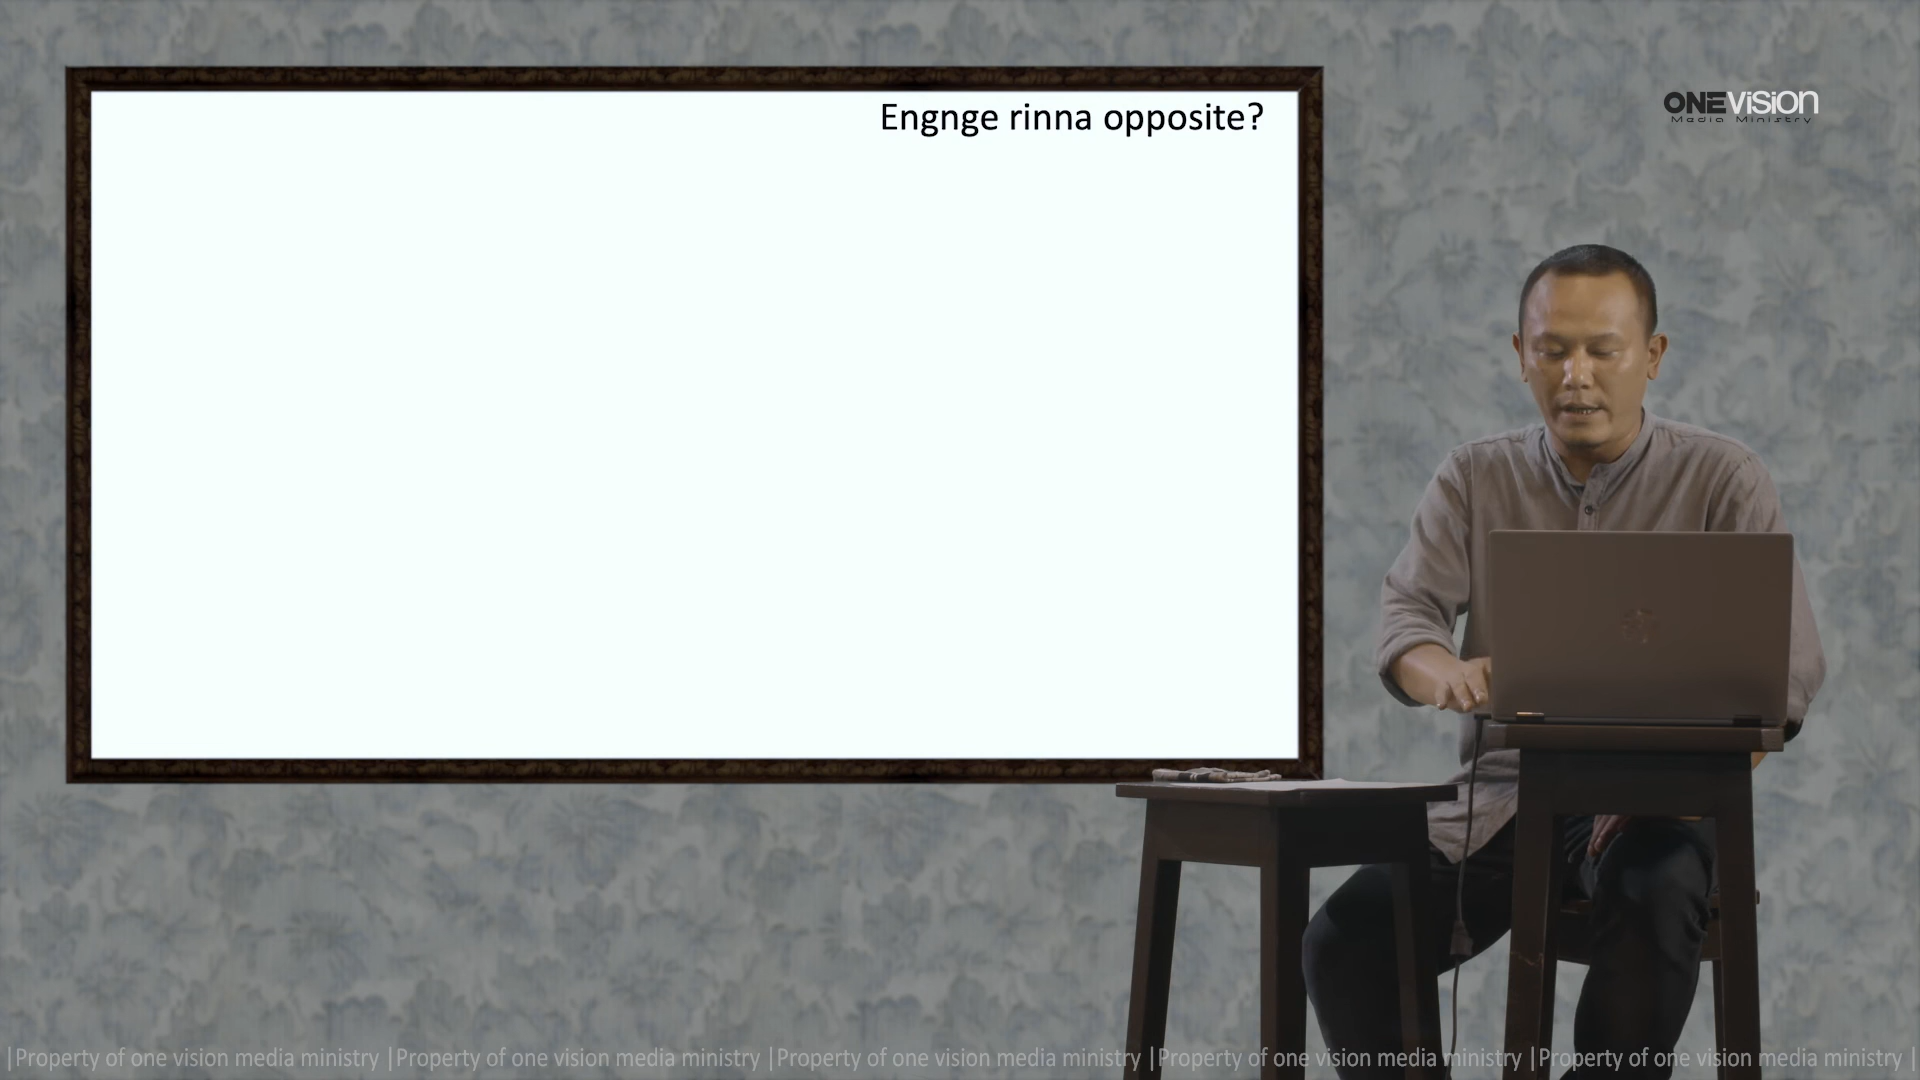 Engnge rinna opposite?
ONEVISION
Media Ministry
|Property of one vision media ministry |Property of one vision media ministry |Property of one vision media ministry |Property of one vision media ministry |Property of one vision media ministry |